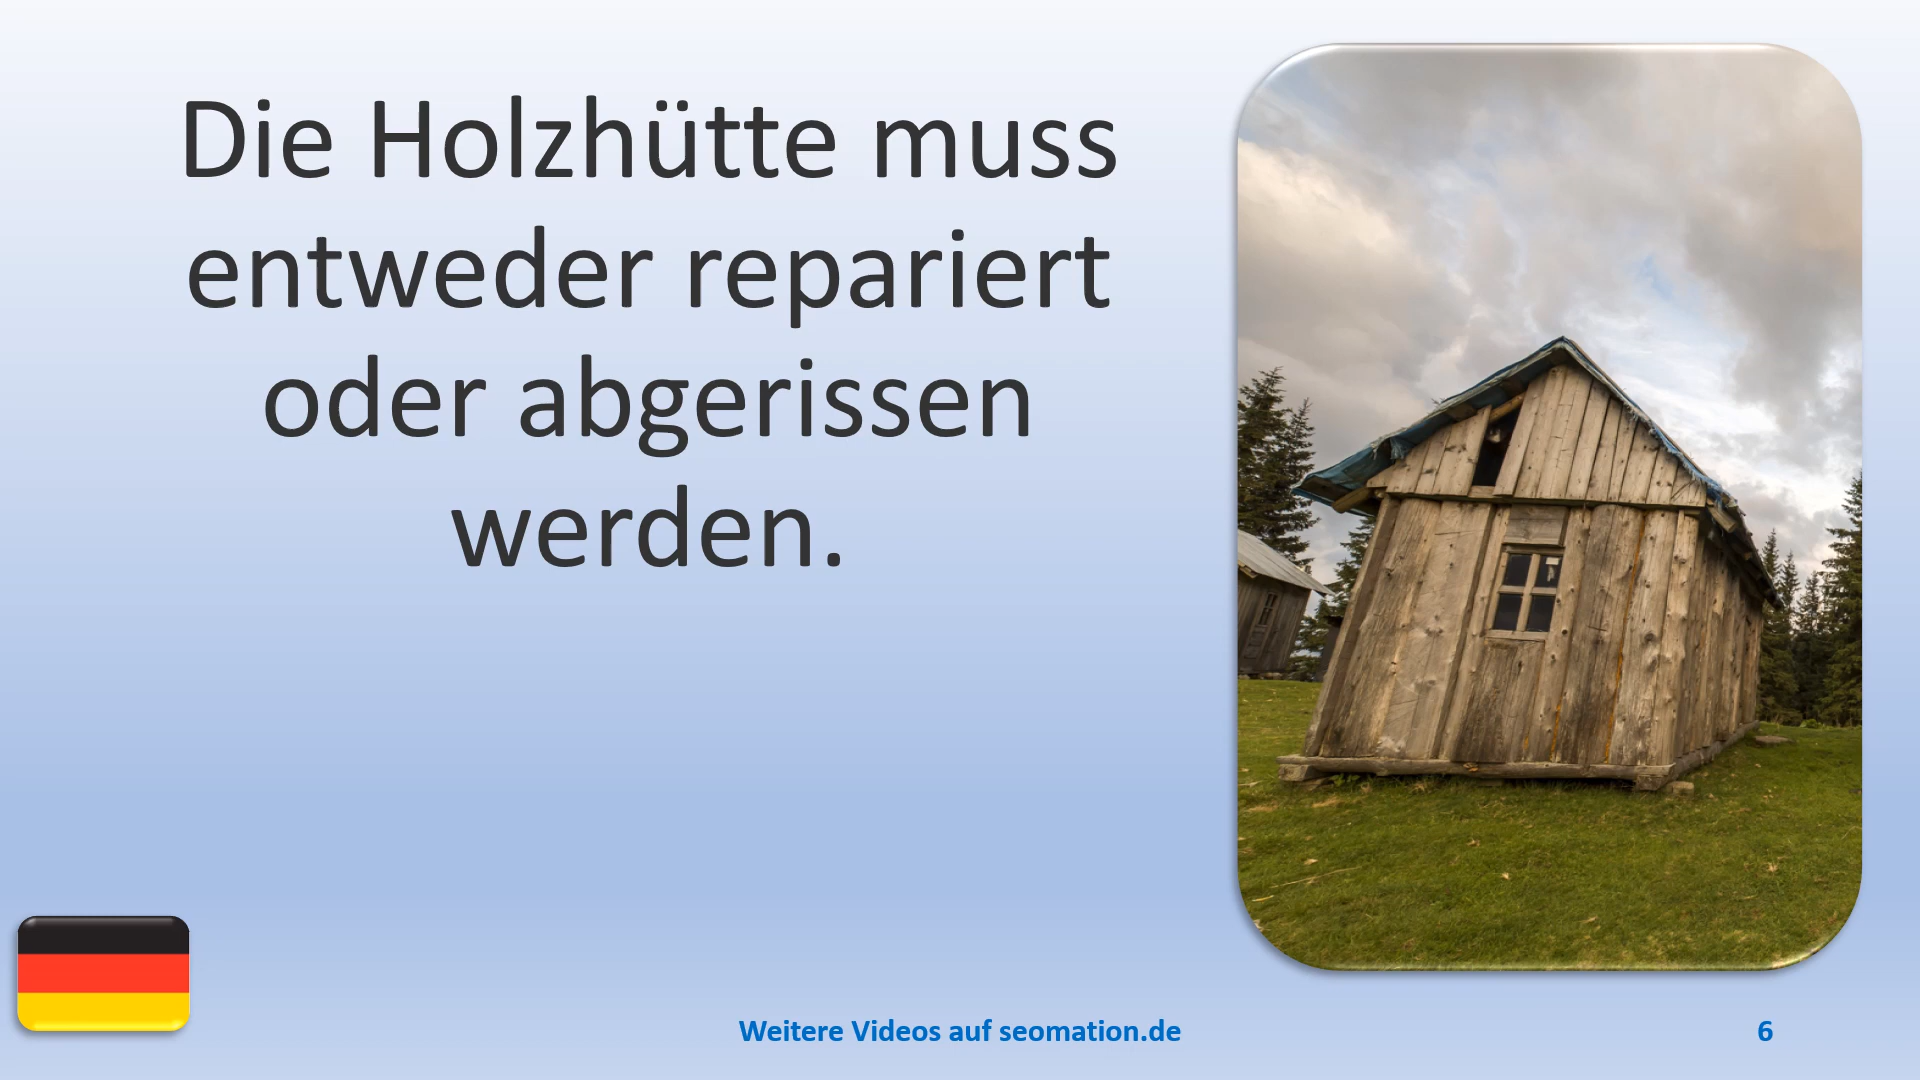 Die Holzhütte muss
entweder repariert
oder abgerissen
werden.
Weitere Videos auf seomation.de
6